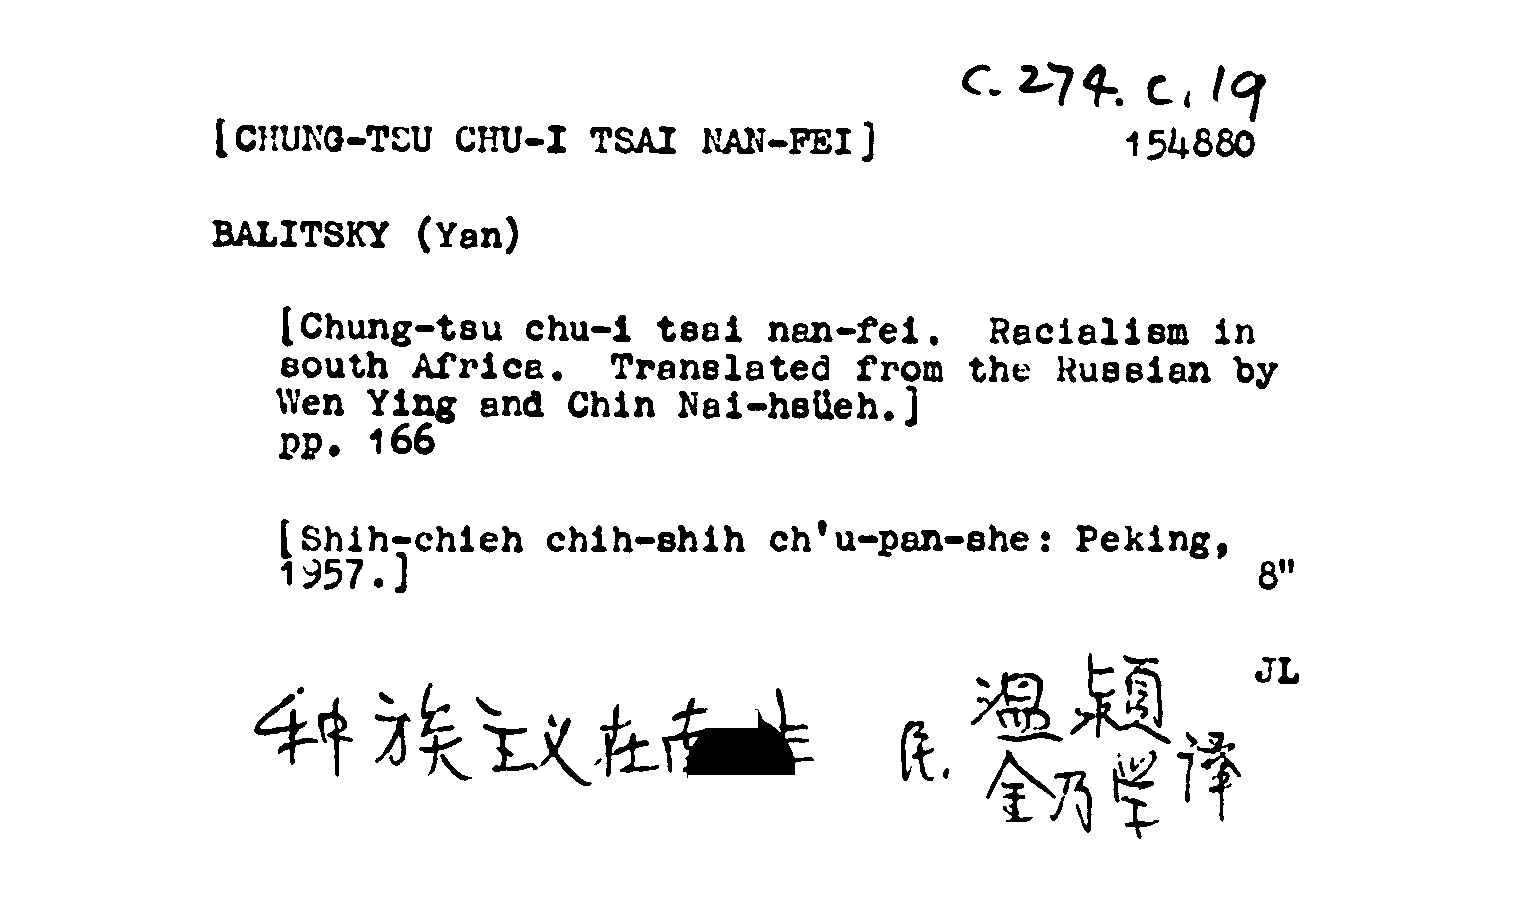 C. 274. c. 19
[CHUNG-TSU CHU-I TSAI NAN-FEI]
154880
BALITSKY (Yan)
[Chung-tsu chu-i tsai nan-fei. Racialism in
south Africa. Translated from the Russian by
Wen Ying and Chin Nai-hsüeh.]
pp. 166
[Shih-chieh chih-shih ch'u-pan-she: Peking,
1957.]
8"
JL
种族主义在南非
民.
温颖
金乃学译